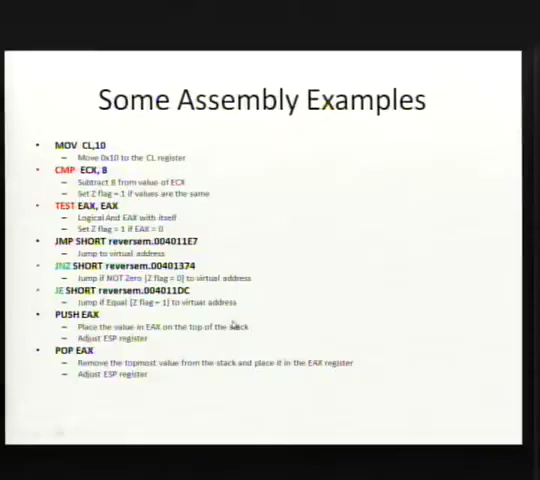 Some Assembly Examples
• MOV CL,10
– Move 0x10 to the CL register
• CMP ECX, 8
– Subtract 8 from value of ECX
– Set Z flag = 1 if values are the same
• TEST EAX, EAX
– Logical And EAX with itself
– Set Z flag = 1 if EAX = 0
• JMP SHORT reversem.004011E7
– Jump to virtual address
• JNZ SHORT reversem.00401374
– Jump if NOT Zero [Z flag = 0] to virtual address
• JE SHORT reversem.004011DC
– Jump if Equal [Z flag = 1] to virtual address
• PUSH EAX
– Place the value in EAX on the top of the stack
– Adjust ESP register
• POP EAX
– Remove the topmost value from the stack and place it in the EAX register
– Adjust ESP register